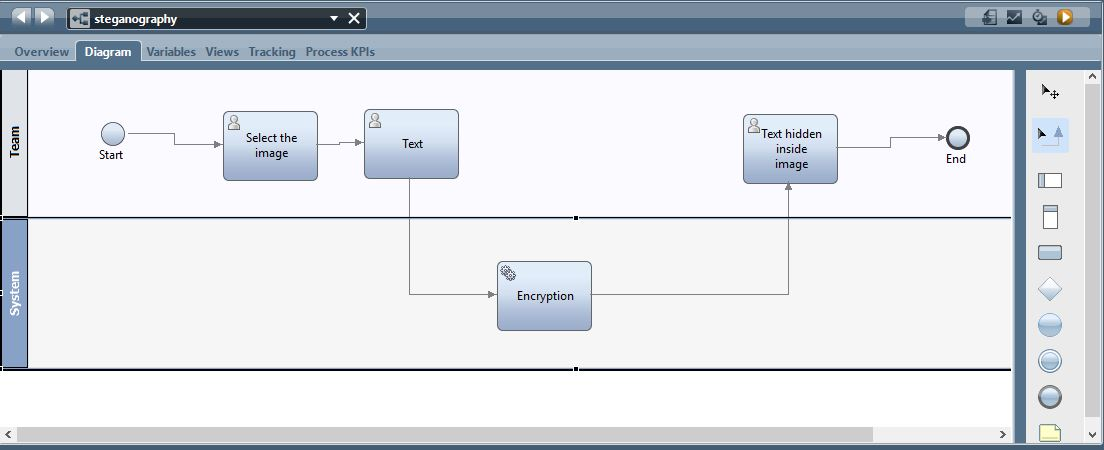 steganography
Overview Diagram Variables Views Tracking Process KPIs
Team
Start
Select the
image
Text
Text hidden
inside
image
End
System
Encryption